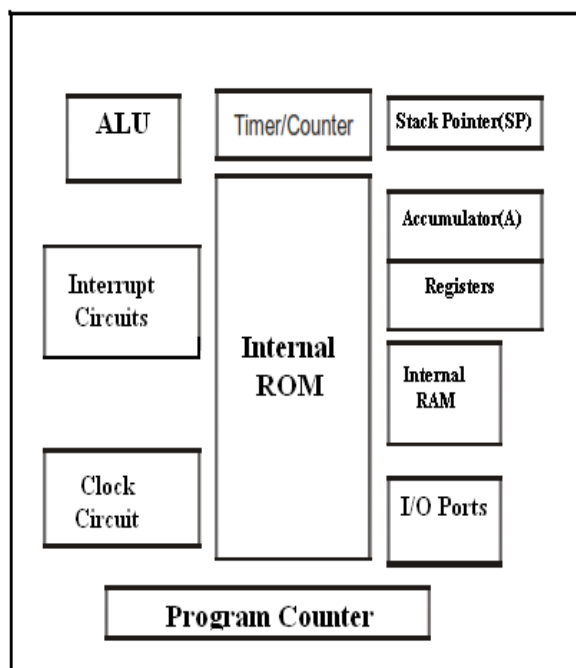 ALU
Timer/Counter
Stack Pointer(SP)
Accumulator(A)
Registers
Interrupt
Circuits
Internal
ROM
Internal
RAM
Clock
Circuit
I/O Ports
Program Counter